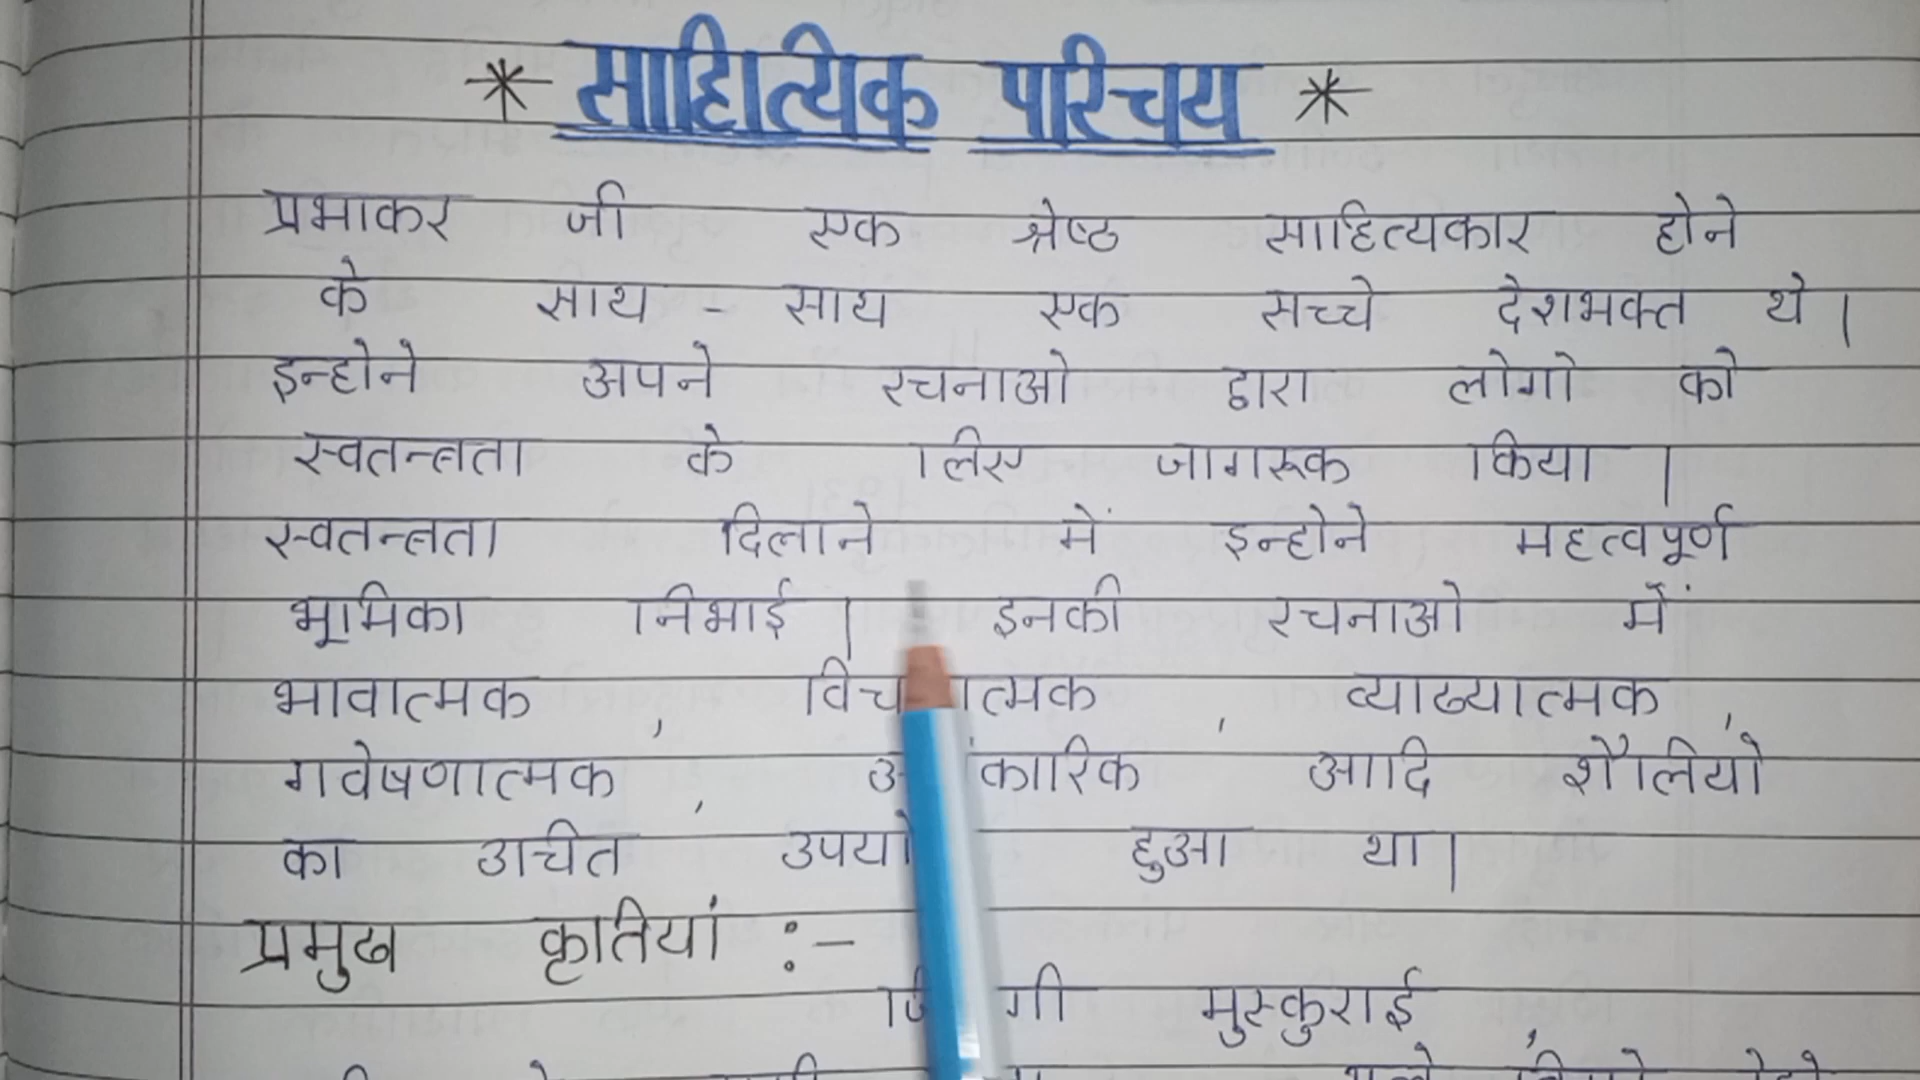 * साहित्यिक परिचय *
प्रभाकर जी एक श्रेष्ठ साहित्यकार होने
के साथ - साथ एक सच्चे देशभक्त थे ।
इन्होने अपने रचनाओ द्वारा लोगो को
स्वतन्त्रता के लिए जागरूक किया ।
स्वतन्त्रता दिलाने में इन्होने महत्वपूर्ण
भूमिका निभाई । इनकी रचनाओ में
भावात्मक , व्याख्यात्मक ,
गवेषणात्मक , आदि शैलियो
का उचित हुआ था ।
प्रमुख कृतियां :-
मुस्कुराई ,